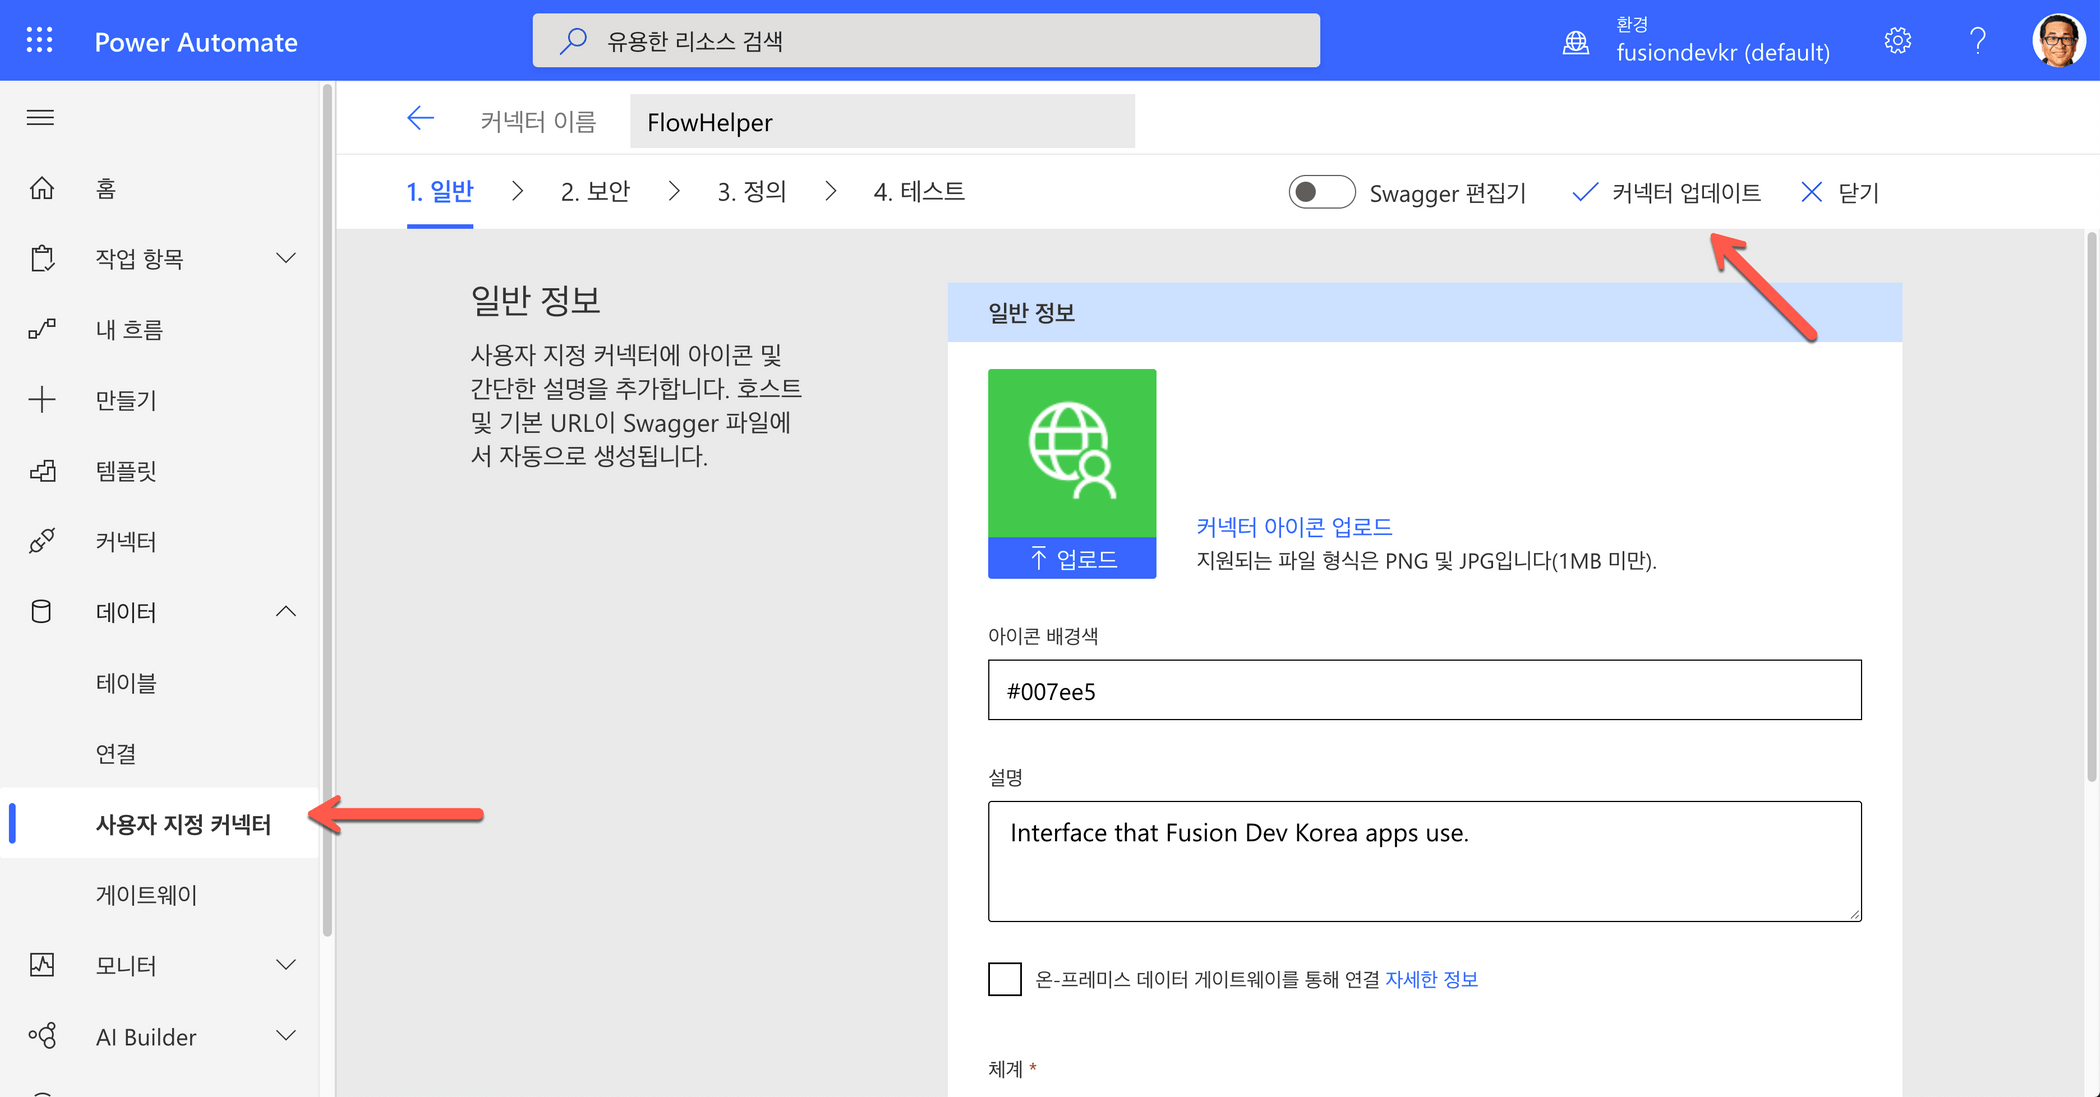 Power Automate
유용한 리소스 검색
환경
fusiondevkr (default)
홈
작업 항목
내 흐름
만들기
템플릿
커넥터
데이터
테이블
연결
사용자 지정 커넥터
게이트웨이
모니터
AI Builder
커넥터 이름
FlowHelper
1. 일반
2. 보안
3. 정의
4. 테스트
Swagger 편집기
커넥터 업데이트
닫기
일반 정보
사용자 지정 커넥터에 아이콘 및
간단한 설명을 추가합니다. 호스트
및 기본 URL이 Swagger 파일에
서 자동으로 생성됩니다.
일반 정보
업로드
커넥터 아이콘 업로드
지원되는 파일 형식은 PNG 및 JPG입니다(1MB 미만).
아이콘 배경색
#007ee5
설명
Interface that Fusion Dev Korea apps use.
온-프레미스 데이터 게이트웨이를 통해 연결 자세한 정보
체계 *